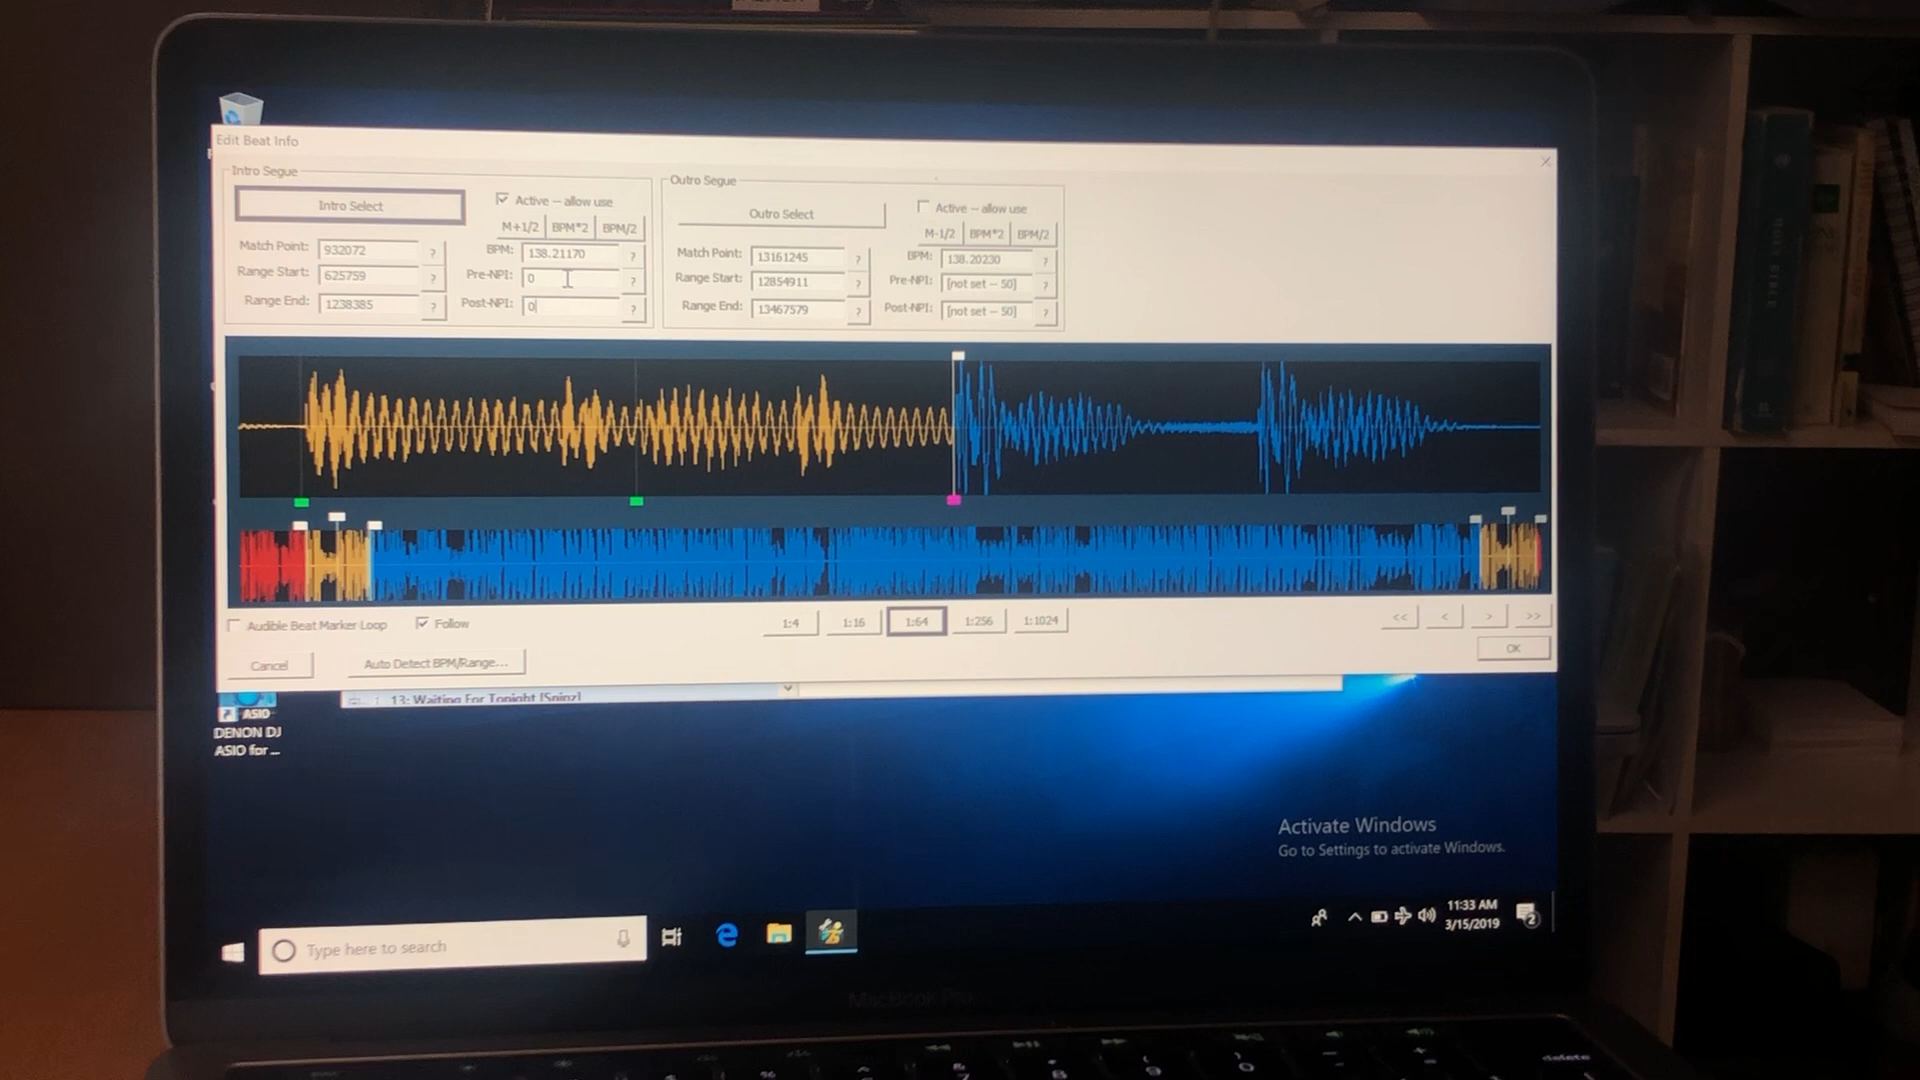 Edit Beat Info
Intro Segue
Intro Select
Active -- allow use
M+1/2 BPM*2 BPM/2
Match Point: 932072 ?
BPM: 138.21170 ?
Range Start: 625759 ?
Pre-NPI: 0 ?
Range End: 1238385 ?
Post-NPI: 0 ?
Outro Segue
Outro Select
Active -- allow use
M-1/2 BPM*2 BPM/2
Match Point: 13161245 ?
BPM: 138.20230 ?
Range Start: 12854911 ?
Pre-NPI: [not set -- 50] ?
Range End: 13467579 ?
Post-NPI: [not set -- 50] ?
Audible Beat Marker Loop
Follow
1:4 1:16 1:64 1:256 1:1024
<< < > >>
Cancel
Auto Detect BPM/Range...
OK
13: Waiting For Tonight [Spinz]
ASIO
DENON DJ
ASIO for ...
Activate Windows
Go to Settings to activate Windows.
Type here to search
11:33 AM
3/15/2019
2
MacBook Pro
delete